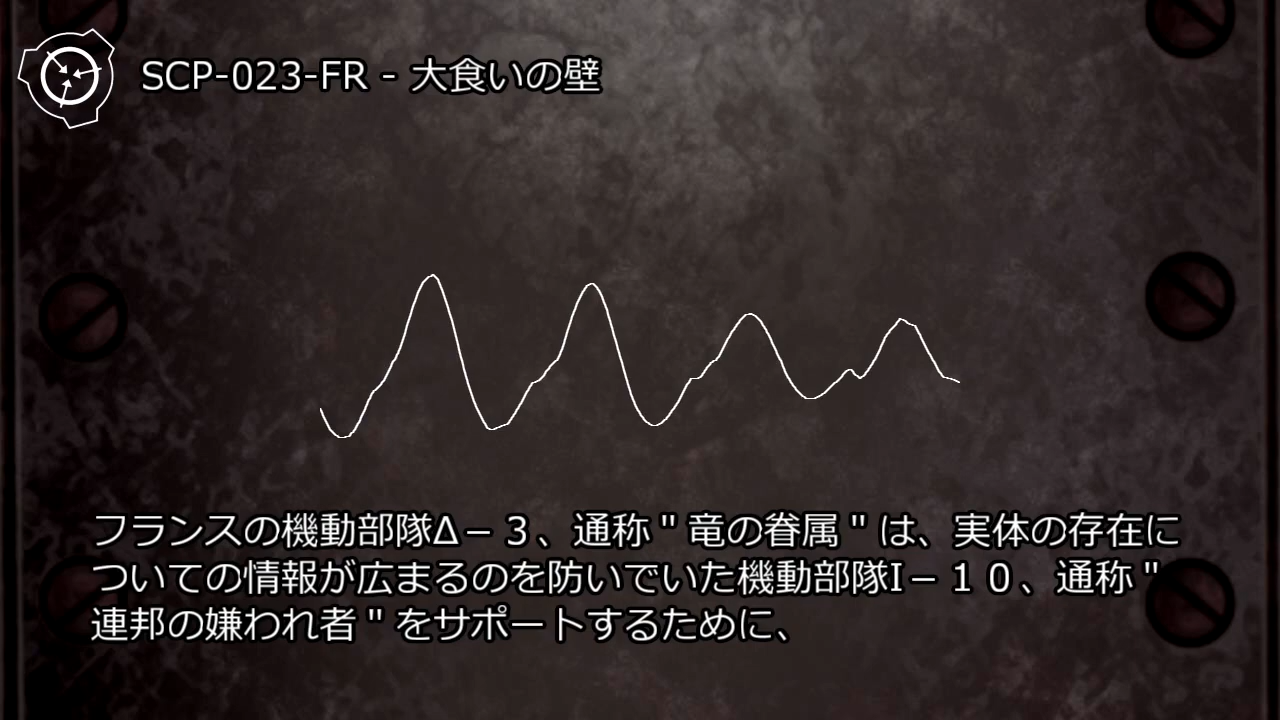 SCP-023-FR - 大食いの壁
フランスの機動部隊Δ－３、通称＂竜の眷属＂は、実体の存在に
ついての情報が広まるのを防いでいた機動部隊Ι－１０、通称＂
連邦の嫌われ者＂をサポートするために、